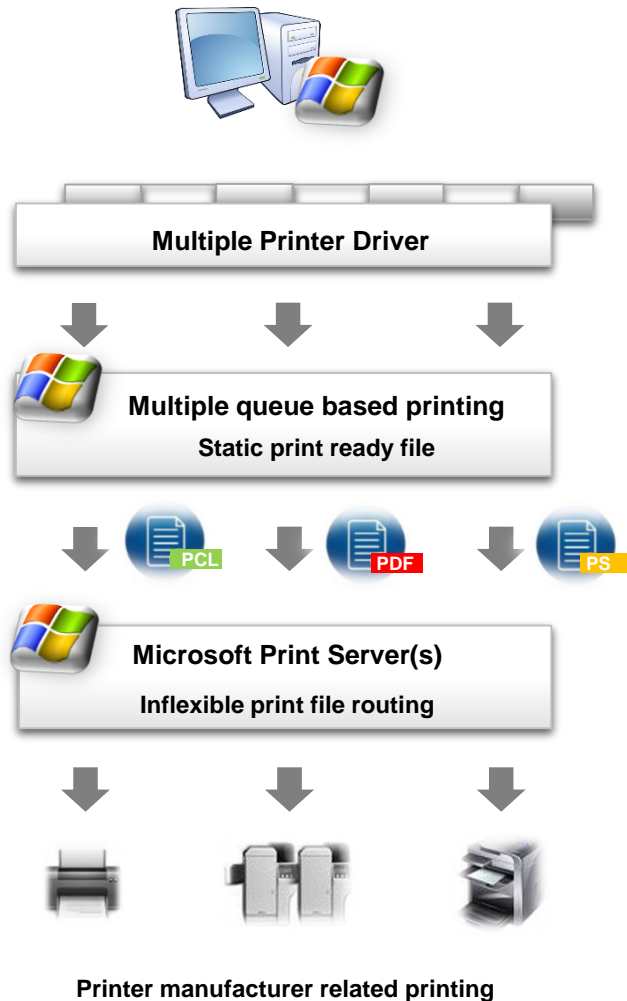 Multiple Printer Driver
Multiple queue based printing
Static print ready file
PCL
PDF
PS
Microsoft Print Server(s)
Inflexible print file routing
Printer manufacturer related printing